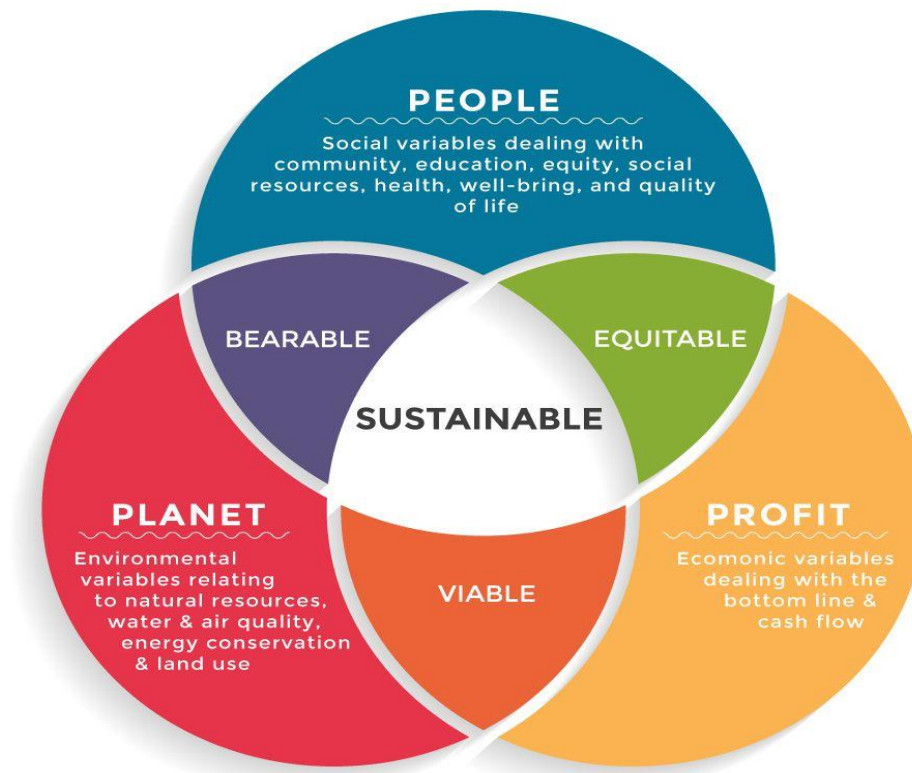 PEOPLE
Social variables dealing with
community, education, equity, social
resources, health, well-bring, and quality
of life
BEARABLE
EQUITABLE
SUSTAINABLE
PLANET
Environmental
variables relating
to natural resources,
water & air quality,
energy conservation
& land use
VIABLE
PROFIT
Ecomonic variables
dealing with the
bottom line &
cash flow